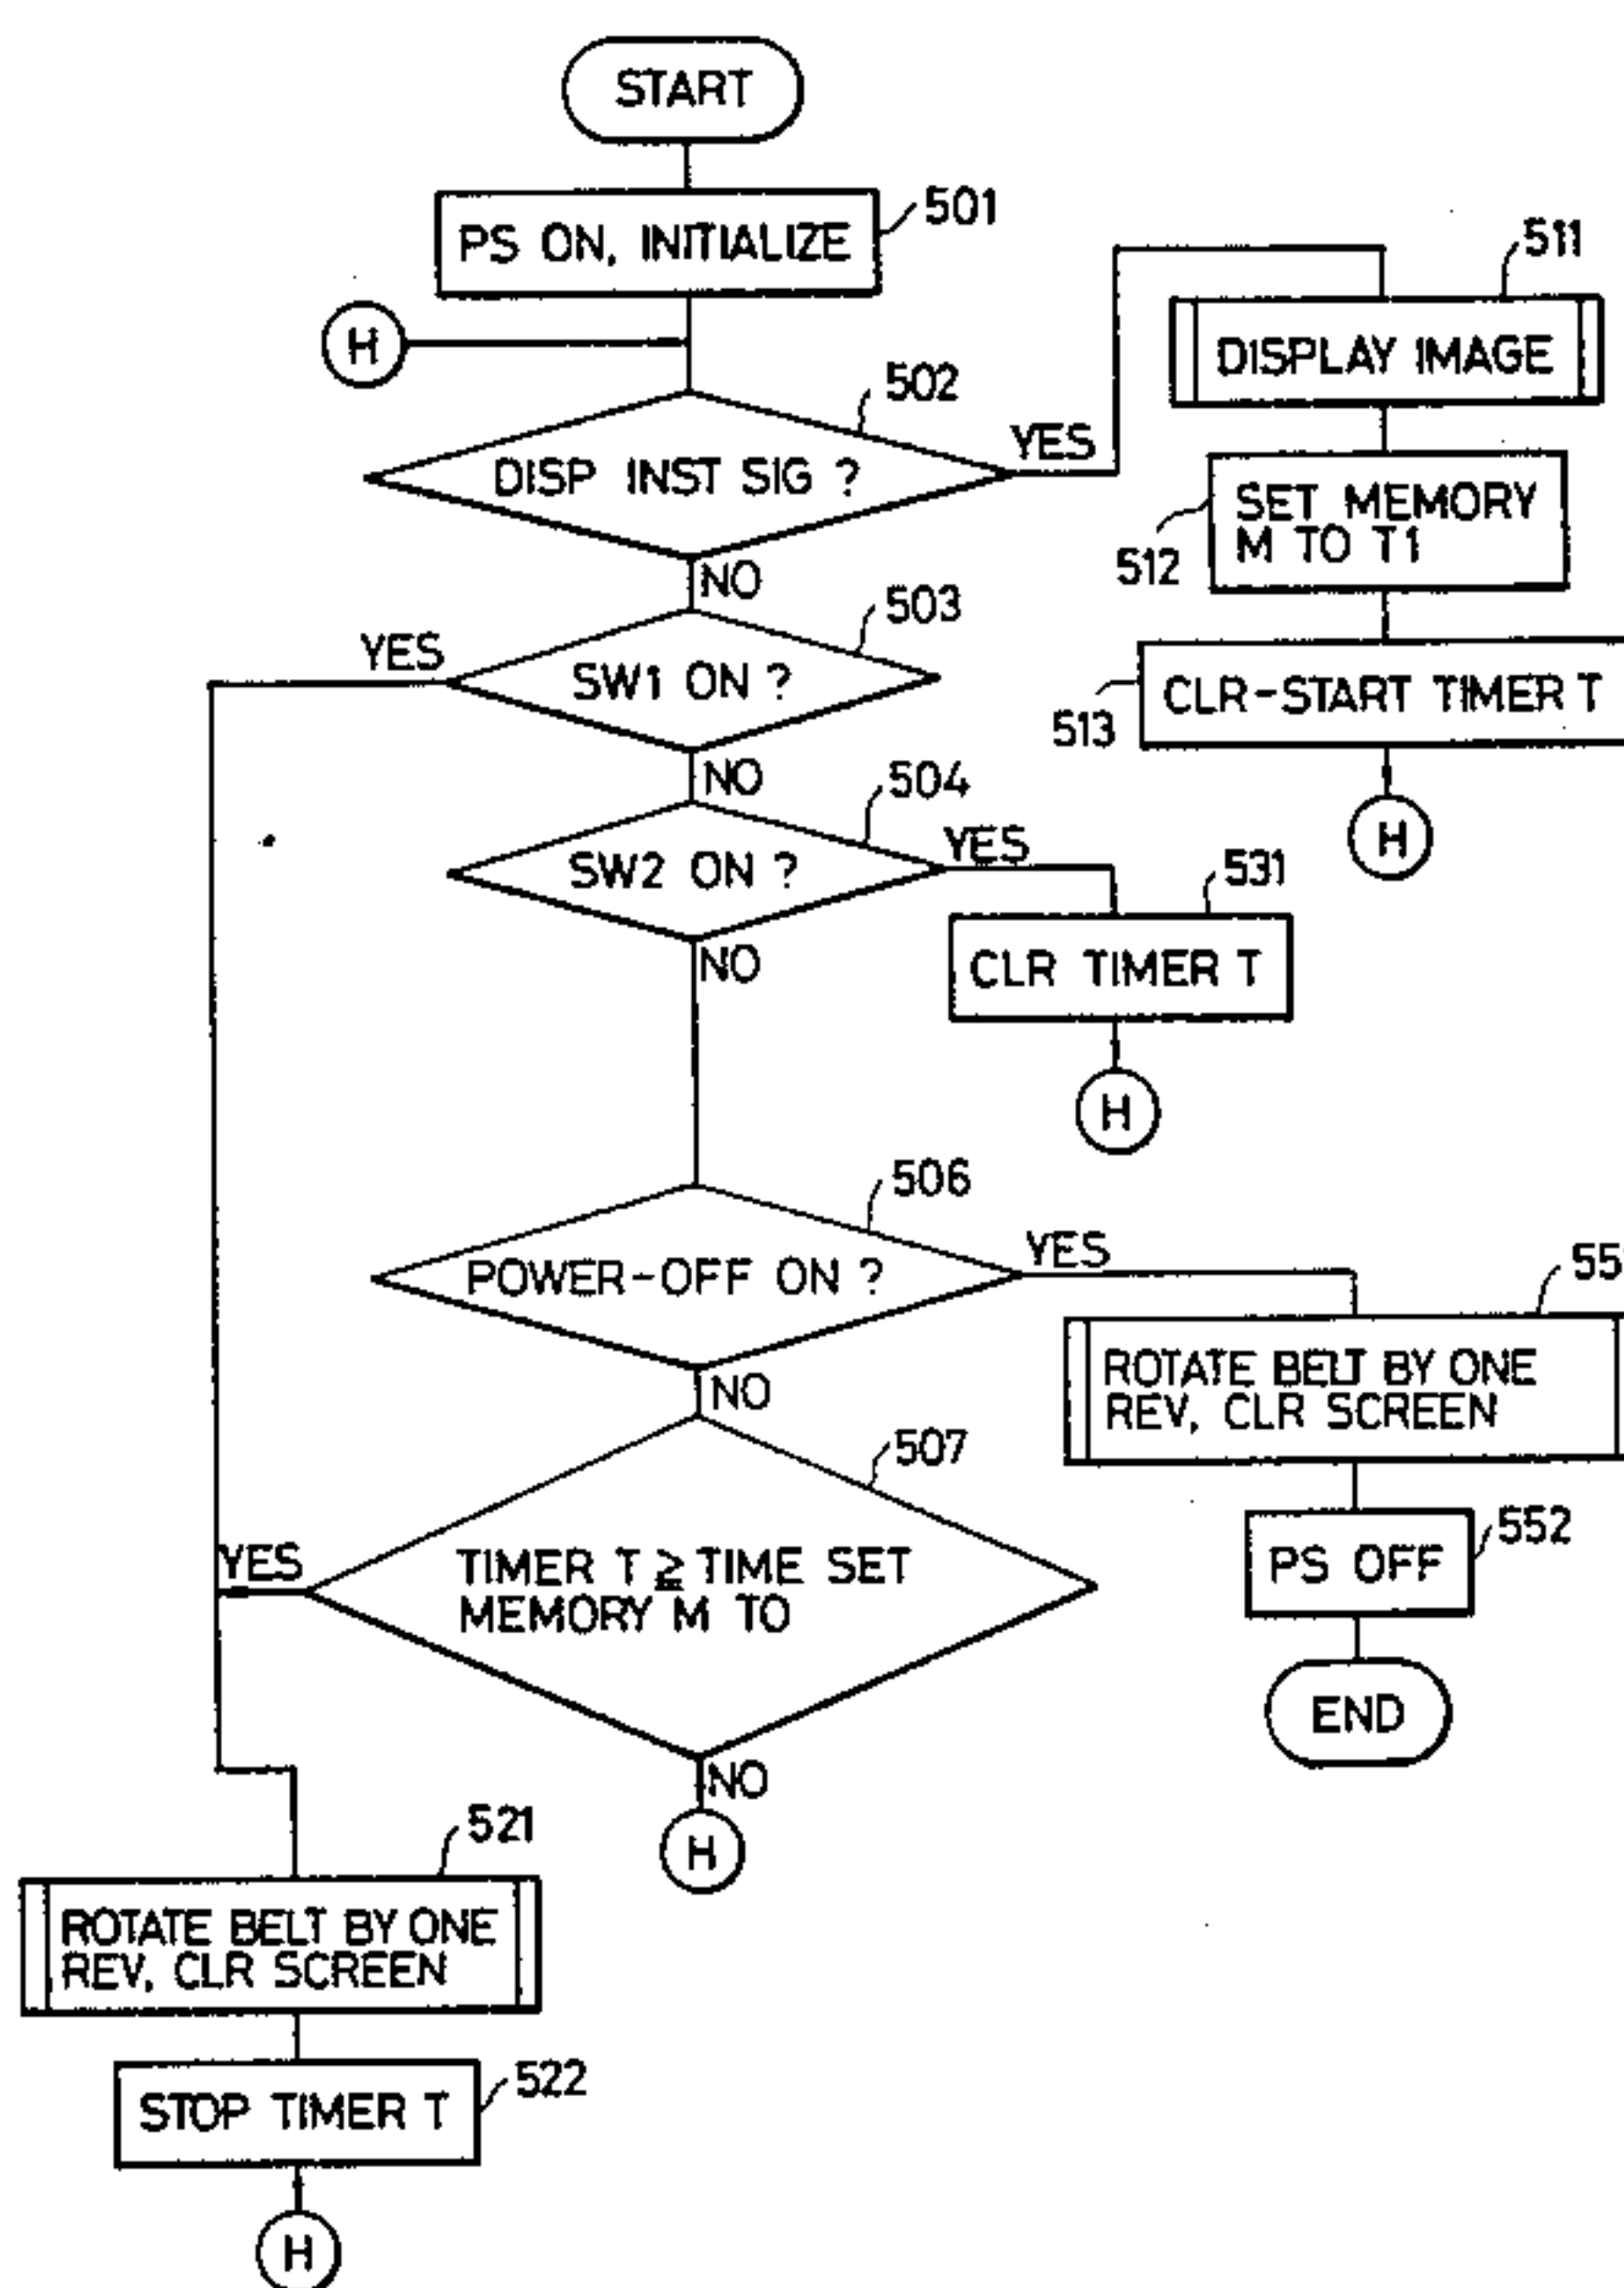 START
501
PS ON, INITIALIZE
H
502
DISP INST SIG ?
YES
NO
511
DISPLAY IMAGE
512
SET MEMORY
M TO T1
513
CLR-START TIMER T
H
503
SW1 ON ?
YES
NO
504
SW2 ON ?
YES
NO
531
CLR TIMER T
H
506
POWER-OFF ON ?
YES
NO
55
ROTATE BELT BY ONE
REV, CLR SCREEN
552
PS OFF
END
507
TIMER T ≧ TIME SET
MEMORY M TO
YES
NO
H
521
ROTATE BELT BY ONE
REV, CLR SCREEN
522
STOP TIMER T
H